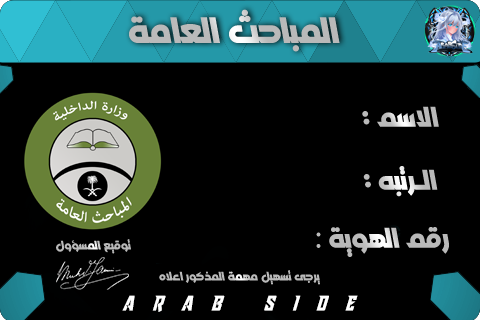 المباحث العامة
وزارة الداخلية
المباحث العامة
الاسم :
الرتبه :
رقم الهوية :
توقيع المسؤول
يرجى تسهيل مهمة المذكور اعلاه
ARAB SIDE